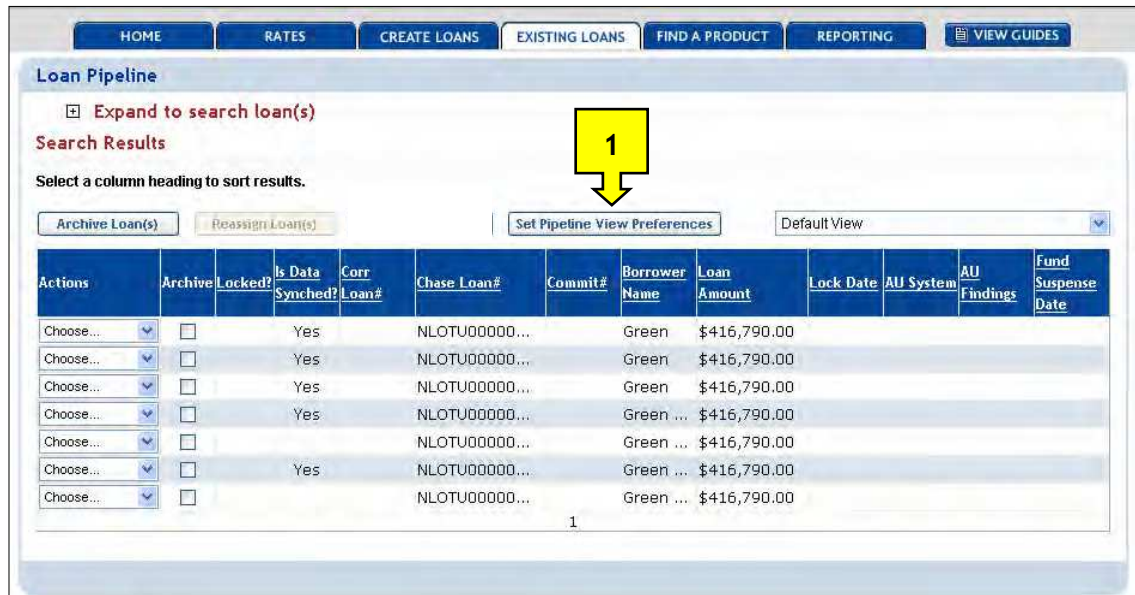 HOME RATES CREATE LOANS EXISTING LOANS FIND A PRODUCT REPORTING VIEW GUIDES
Loan Pipeline
Expand to search loan(s)
Search Results
1
Select a column heading to sort results.
Archive Loan(s) Reassign Loan(s) Set Pipeline View Preferences Default View
Actions Archive Locked? Is Data Synched? Corr Loan# Chase Loan# Commit# Borrower Name Loan Amount Lock Date AU System AU Findings Fund Suspense Date
Choose... Yes NLOTU00000... Green $416,790.00
Choose... Yes NLOTU00000... Green $416,790.00
Choose... Yes NLOTU00000... Green $416,790.00
Choose... Yes NLOTU00000... Green ... $416,790.00
Choose... NLOTU00000... Green ... $416,790.00
Choose... Yes NLOTU00000... Green ... $416,790.00
Choose... NLOTU00000... Green ... $416,790.00
1